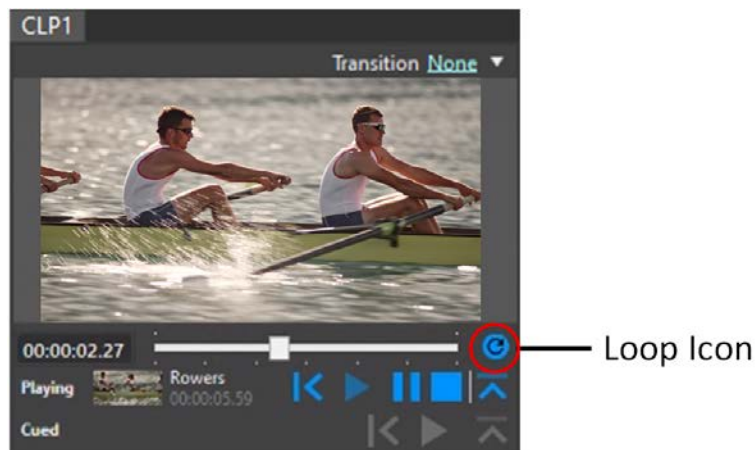 CLP1
Transition None
00:00:02.27
Loop Icon
Playing Rowers
00:00:05.59
Cued